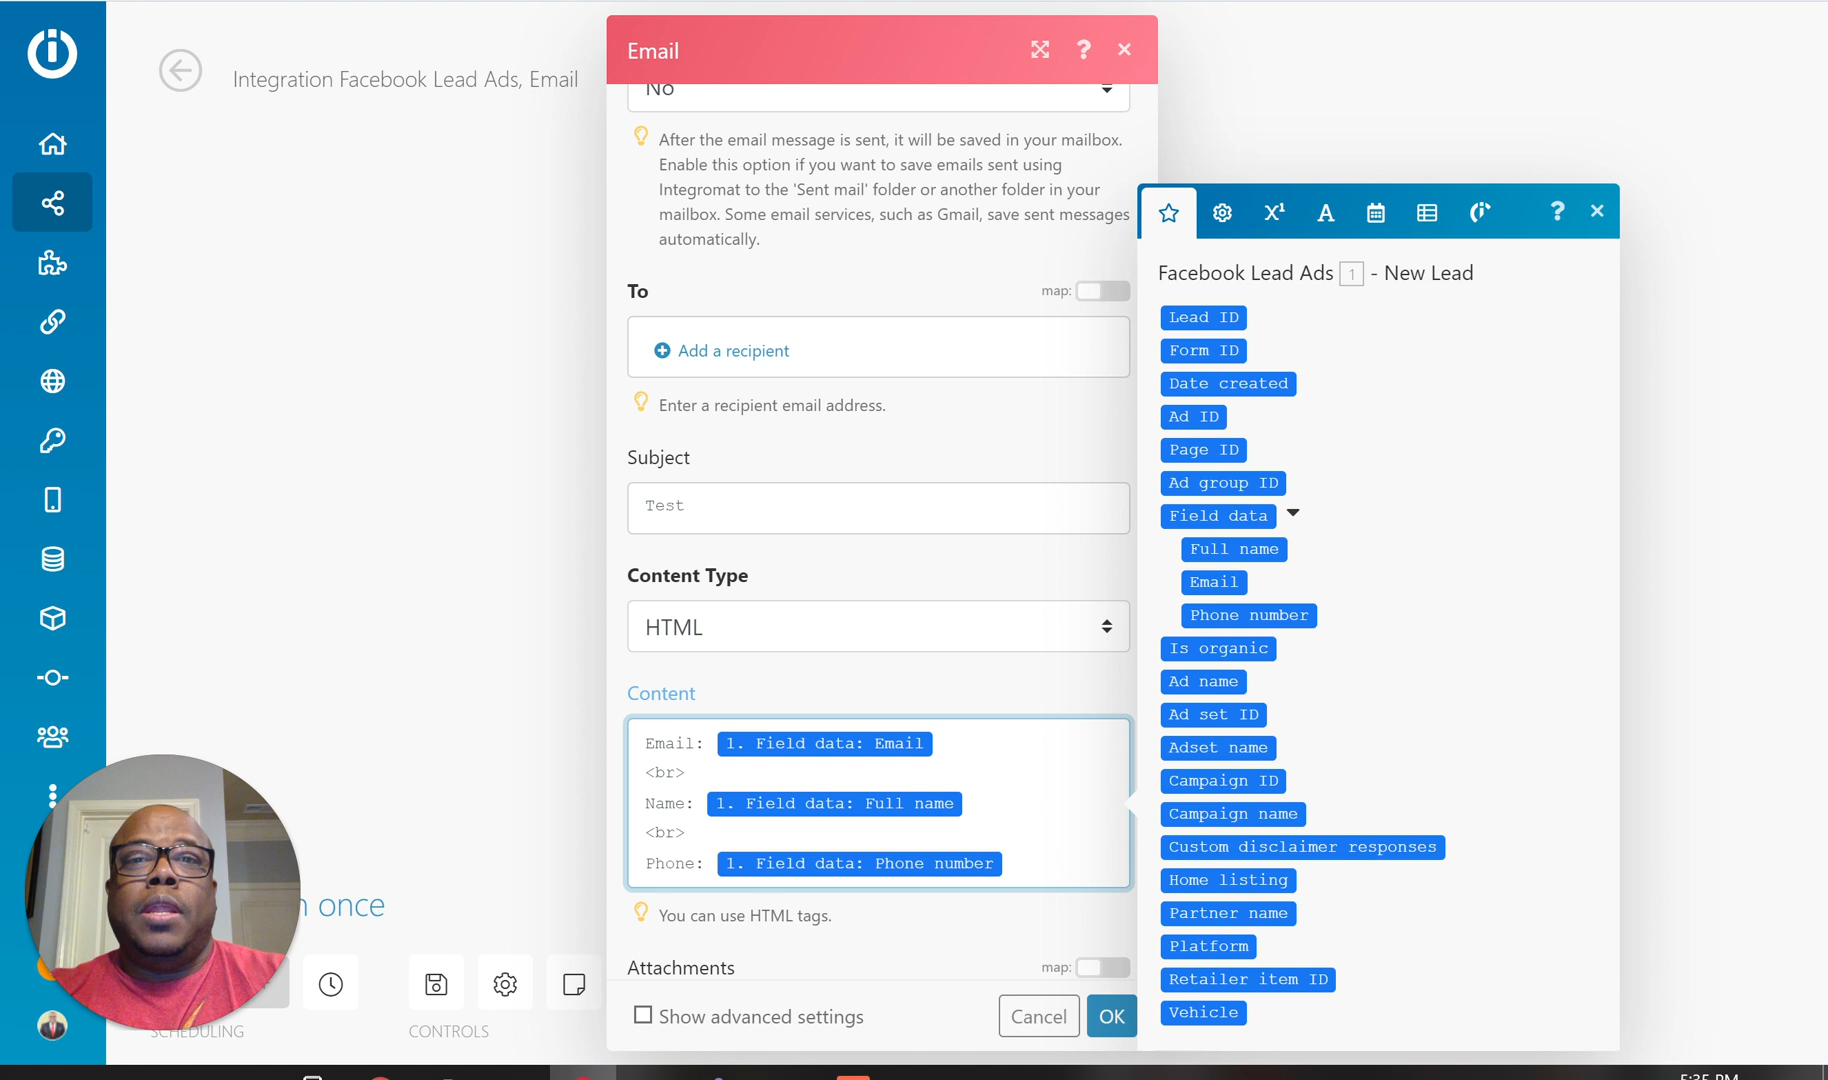 Integration Facebook Lead Ads, Email
Email
?
No
After the email message is sent, it will be saved in your mailbox.
Enable this option if you want to save emails sent using
Integromat to the 'Sent mail' folder or another folder in your
mailbox. Some email services, such as Gmail, save sent messages
automatically.
To
map:
Add a recipient
Enter a recipient email address.
Subject
Test
Content Type
HTML
Content
Email: 1. Field data: Email
<br>
Name: 1. Field data: Full name
<br>
Phone: 1. Field data: Phone number
You can use HTML tags.
Attachments
map:
Show advanced settings
Cancel
OK
X¹
A
?
Facebook Lead Ads 1 - New Lead
Lead ID
Form ID
Date created
Ad ID
Page ID
Ad group ID
Field data
Full name
Email
Phone number
Is organic
Ad name
Ad set ID
Adset name
Campaign ID
Campaign name
Custom disclaimer responses
Home listing
Partner name
Platform
Retailer item ID
Vehicle
once
SCHEDULING
CONTROLS
5:35 PM